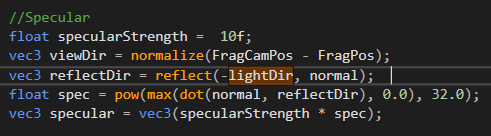 //Specular
float specularStrength =  10f;
vec3 viewDir = normalize(FragCamPos - FragPos);
vec3 reflectDir = reflect(-lightDir, normal);
float spec = pow(max(dot(normal, reflectDir), 0.0), 32.0);
vec3 specular = vec3(specularStrength * spec);